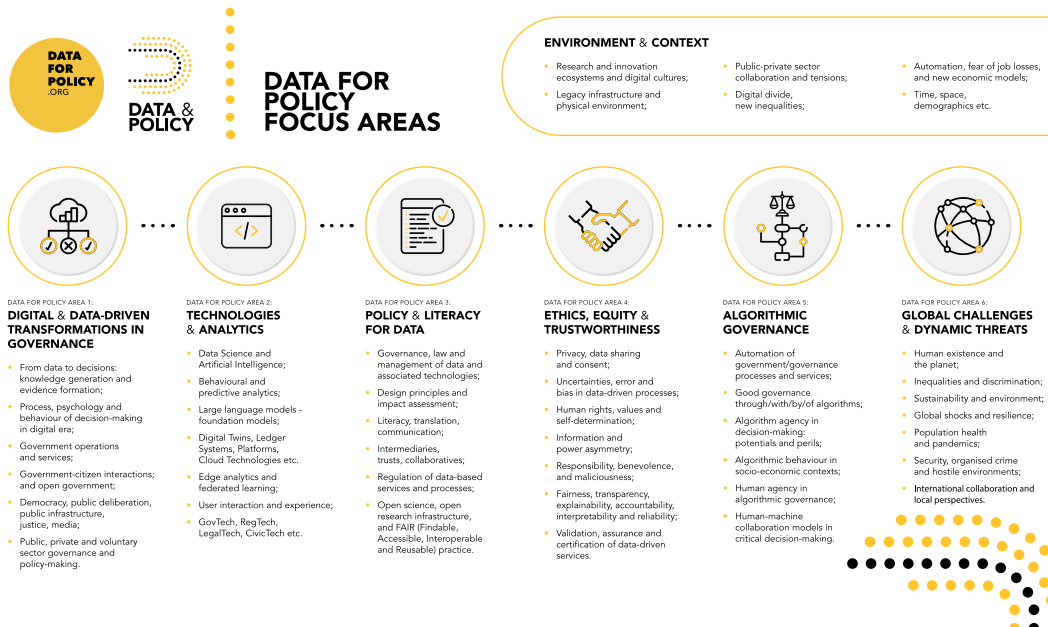 DATA
FOR
POLICY
.ORG
DATA &
POLICY
DATA FOR
POLICY
FOCUS AREAS
ENVIRONMENT & CONTEXT
• Research and innovation
ecosystems and digital cultures;
• Legacy infrastructure and
physical environment;
• Public-private sector
collaboration and tensions;
• Digital divide,
new inequalities;
• Automation, fear of job losses,
and new economic models;
• Time, space,
demographics etc.
DATA FOR POLICY AREA 1:
DIGITAL & DATA-DRIVEN
TRANSFORMATIONS IN
GOVERNANCE
• From data to decisions:
knowledge generation and
evidence formation;
• Process, psychology and
behaviour of decision-making
in digital era;
• Government operations
and services;
• Government-citizen interactions;
and open government;
• Democracy, public deliberation,
public infrastructure,
justice, media;
• Public, private and voluntary
sector governance and
policy-making.
DATA FOR POLICY AREA 2:
TECHNOLOGIES
& ANALYTICS
• Data Science and
Artificial Intelligence;
• Behavioural and
predictive analytics;
• Large language models -
foundation models;
• Digital Twins, Ledger
Systems, Platforms,
Cloud Technologies etc.
• Edge analytics and
federated learning;
• User interaction and experience;
• GovTech, RegTech,
LegalTech, CivicTech etc.
DATA FOR POLICY AREA 3:
POLICY & LITERACY
FOR DATA
• Governance, law and
management of data and
associated technologies;
• Design principles and
impact assessment;
• Literacy, translation,
communication;
• Intermediaries,
trusts, collaboratives;
• Regulation of data-based
services and processes;
• Open science, open
research infrastructure,
and FAIR (Findable,
Accessible, Interoperable
and Reusable) practice.
DATA FOR POLICY AREA 4:
ETHICS, EQUITY &
TRUSTWORTHINESS
• Privacy, data sharing
and consent;
• Uncertainties, error and
bias in data-driven processes;
• Human rights, values and
self-determination;
• Information and
power asymmetry;
• Responsibility, benevolence,
and maliciousness;
• Fairness, transparency,
explainability, accountability,
interpretability and reliability;
• Validation, assurance and
certification of data-driven
services.
DATA FOR POLICY AREA 5:
ALGORITHMIC
GOVERNANCE
• Automation of
government/governance
processes and services;
• Good governance
through/with/by/of algorithms;
• Algorithm agency in
decision-making:
potentials and perils;
• Algorithmic behaviour in
socio-economic contexts;
• Human agency in
algorithmic governance;
• Human-machine
collaboration models in
critical decision-making.
DATA FOR POLICY AREA 6:
GLOBAL CHALLENGES
& DYNAMIC THREATS
• Human existence and
the planet;
• Inequalities and discrimination;
• Sustainability and environment;
• Global shocks and resilience;
• Population health
and pandemics;
• Security, organised crime
and hostile environments;
• International collaboration and
local perspectives.